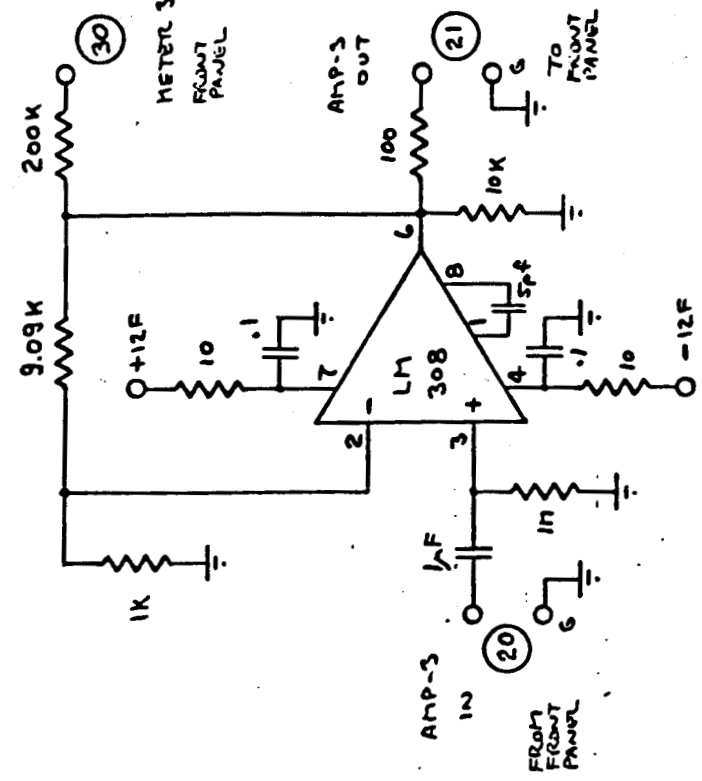 30
METER 3
FRONT
PANEL
200K
21
AMP-3
OUT
100
G
TO
FRONT
PANEL
10K
6
9.09K
+12F
10
.1
7
8
1
5pf
LM
308
-
+
2
3
4
.1
10
-12F
1K
1µF
1M
20
G
AMP-3
IN
FROM
FRONT
PANEL